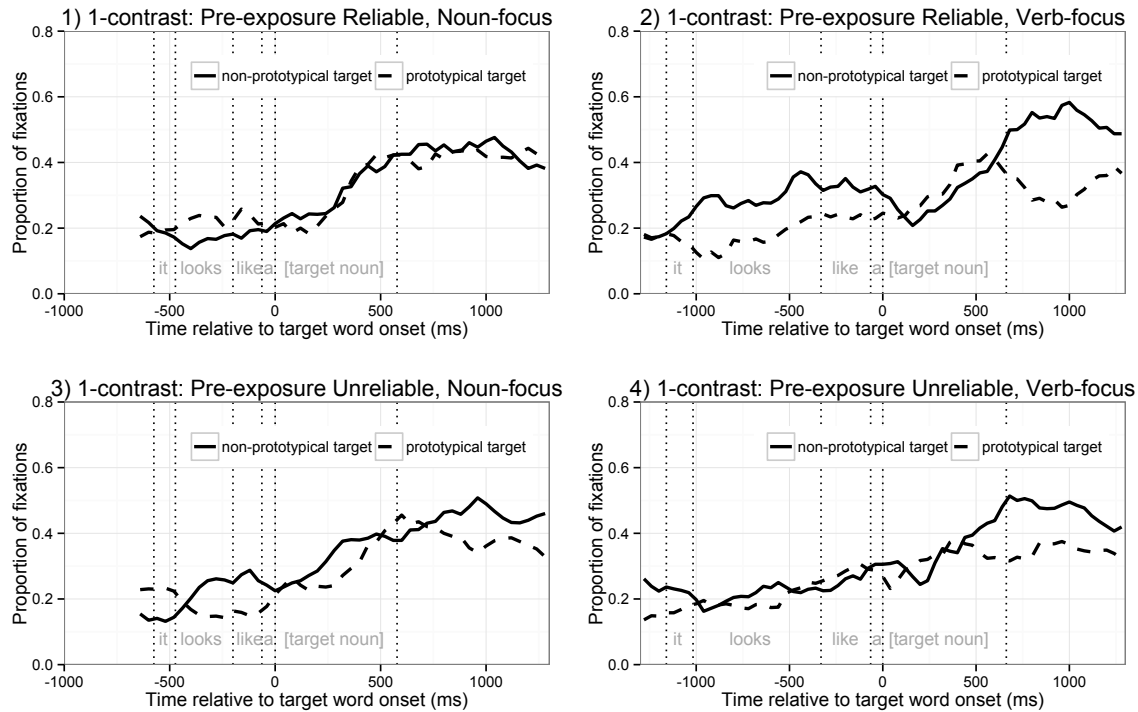 1) 1-contrast: Pre-exposure Reliable, Noun-focus
0.8
0.6
0.4
0.2
0.0
Proportion of fixations
non-prototypical target prototypical target
it looks like a [target noun]
-1000 -500 0 500 1000
Time relative to target word onset (ms)
2) 1-contrast: Pre-exposure Reliable, Verb-focus
0.8
0.6
0.4
0.2
0.0
Proportion of fixations
non-prototypical target prototypical target
it looks like a [target noun]
-1000 -500 0 500 1000
Time relative to target word onset (ms)
3) 1-contrast: Pre-exposure Unreliable, Noun-focus
0.8
0.6
0.4
0.2
0.0
Proportion of fixations
non-prototypical target prototypical target
it looks like a [target noun]
-1000 -500 0 500 1000
Time relative to target word onset (ms)
4) 1-contrast: Pre-exposure Unreliable, Verb-focus
0.8
0.6
0.4
0.2
0.0
Proportion of fixations
non-prototypical target prototypical target
it looks like a [target noun]
-1000 -500 0 500 1000
Time relative to target word onset (ms)